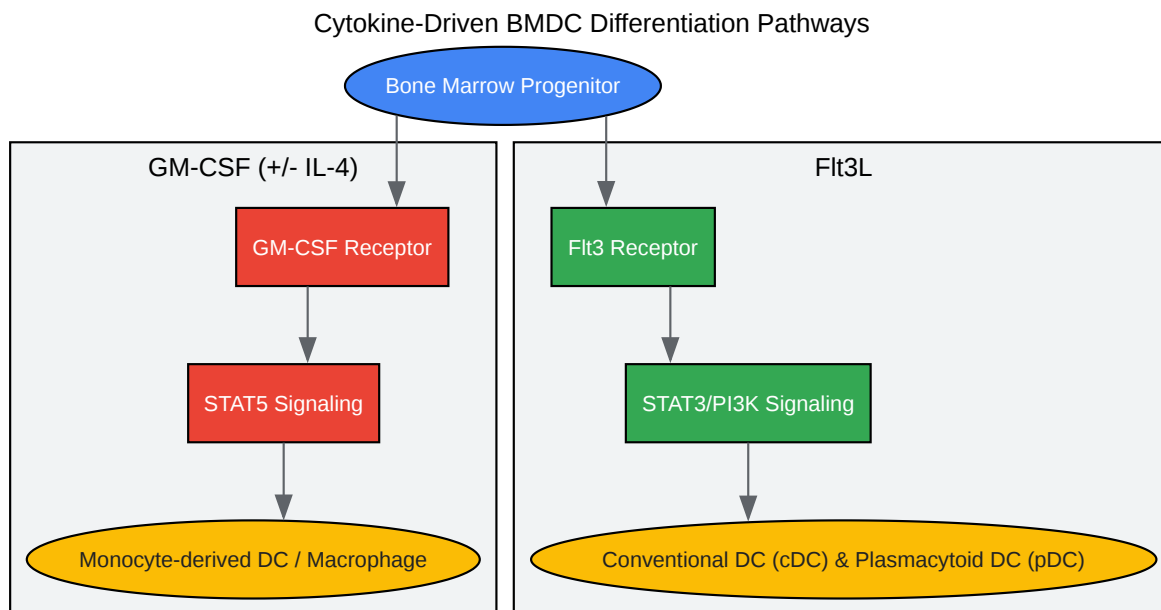 Cytokine-Driven BMDC Differentiation Pathways
Bone Marrow Progenitor
GM-CSF (+/- IL-4)
GM-CSF Receptor
STAT5 Signaling
Monocyte-derived DC / Macrophage
Flt3L
Flt3 Receptor
STAT3/PI3K Signaling
Conventional DC (cDC) & Plasmacytoid DC (pDC)